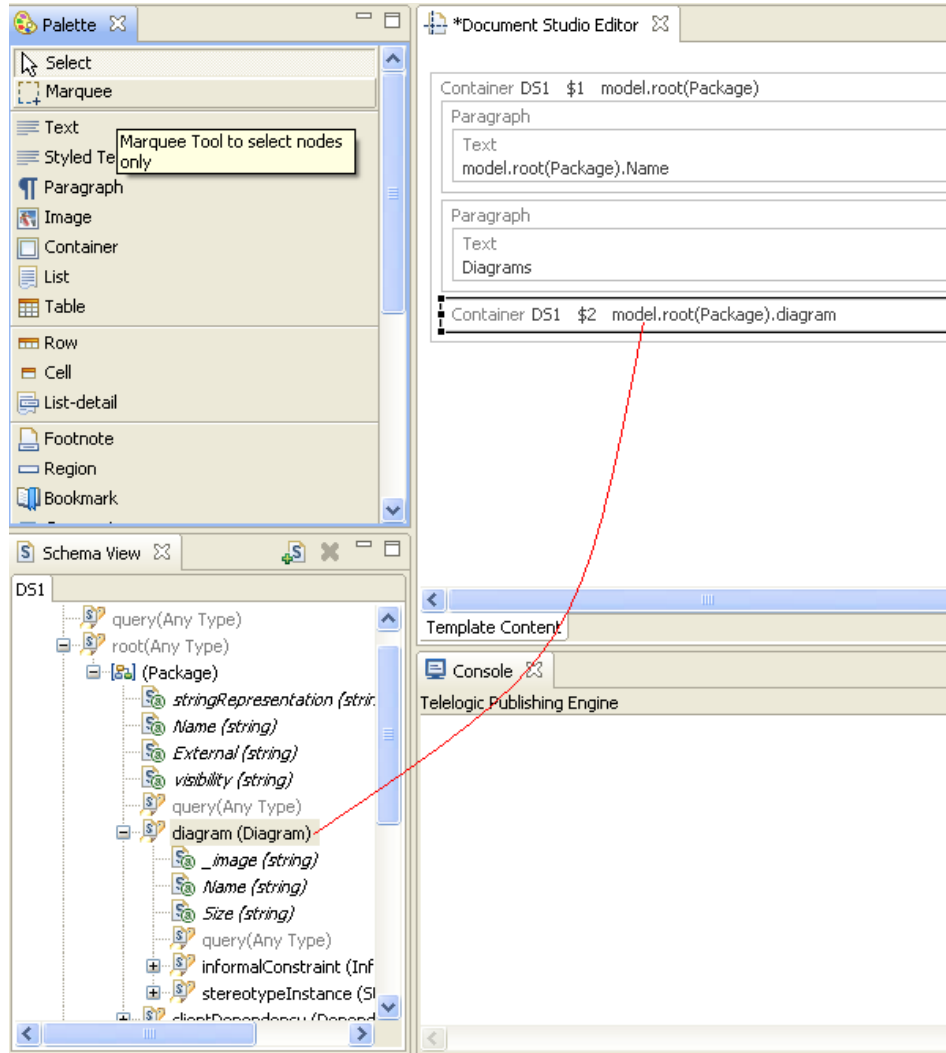 Palette
Select
Marquee
Text
Styled Te
Marquee Tool to select nodes
only
Paragraph
Image
Container
List
Table
Row
Cell
List-detail
Footnote
Region
Bookmark
*Document Studio Editor
Container DS1 $1 model.root(Package)
Paragraph
Text
model.root(Package).Name
Paragraph
Text
Diagrams
Container DS1 $2 model.root(Package).diagram
Template Content
Schema View
DS1
query(Any Type)
root(Any Type)
(Package)
stringRepresentation (strin
Name (string)
External (string)
visibility (string)
query(Any Type)
diagram (Diagram)
_image (string)
Name (string)
Size (string)
query(Any Type)
informalConstraint (Inf
stereotypeInstance (St
clientDependency (Depend
Console
Telelogic Publishing Engine